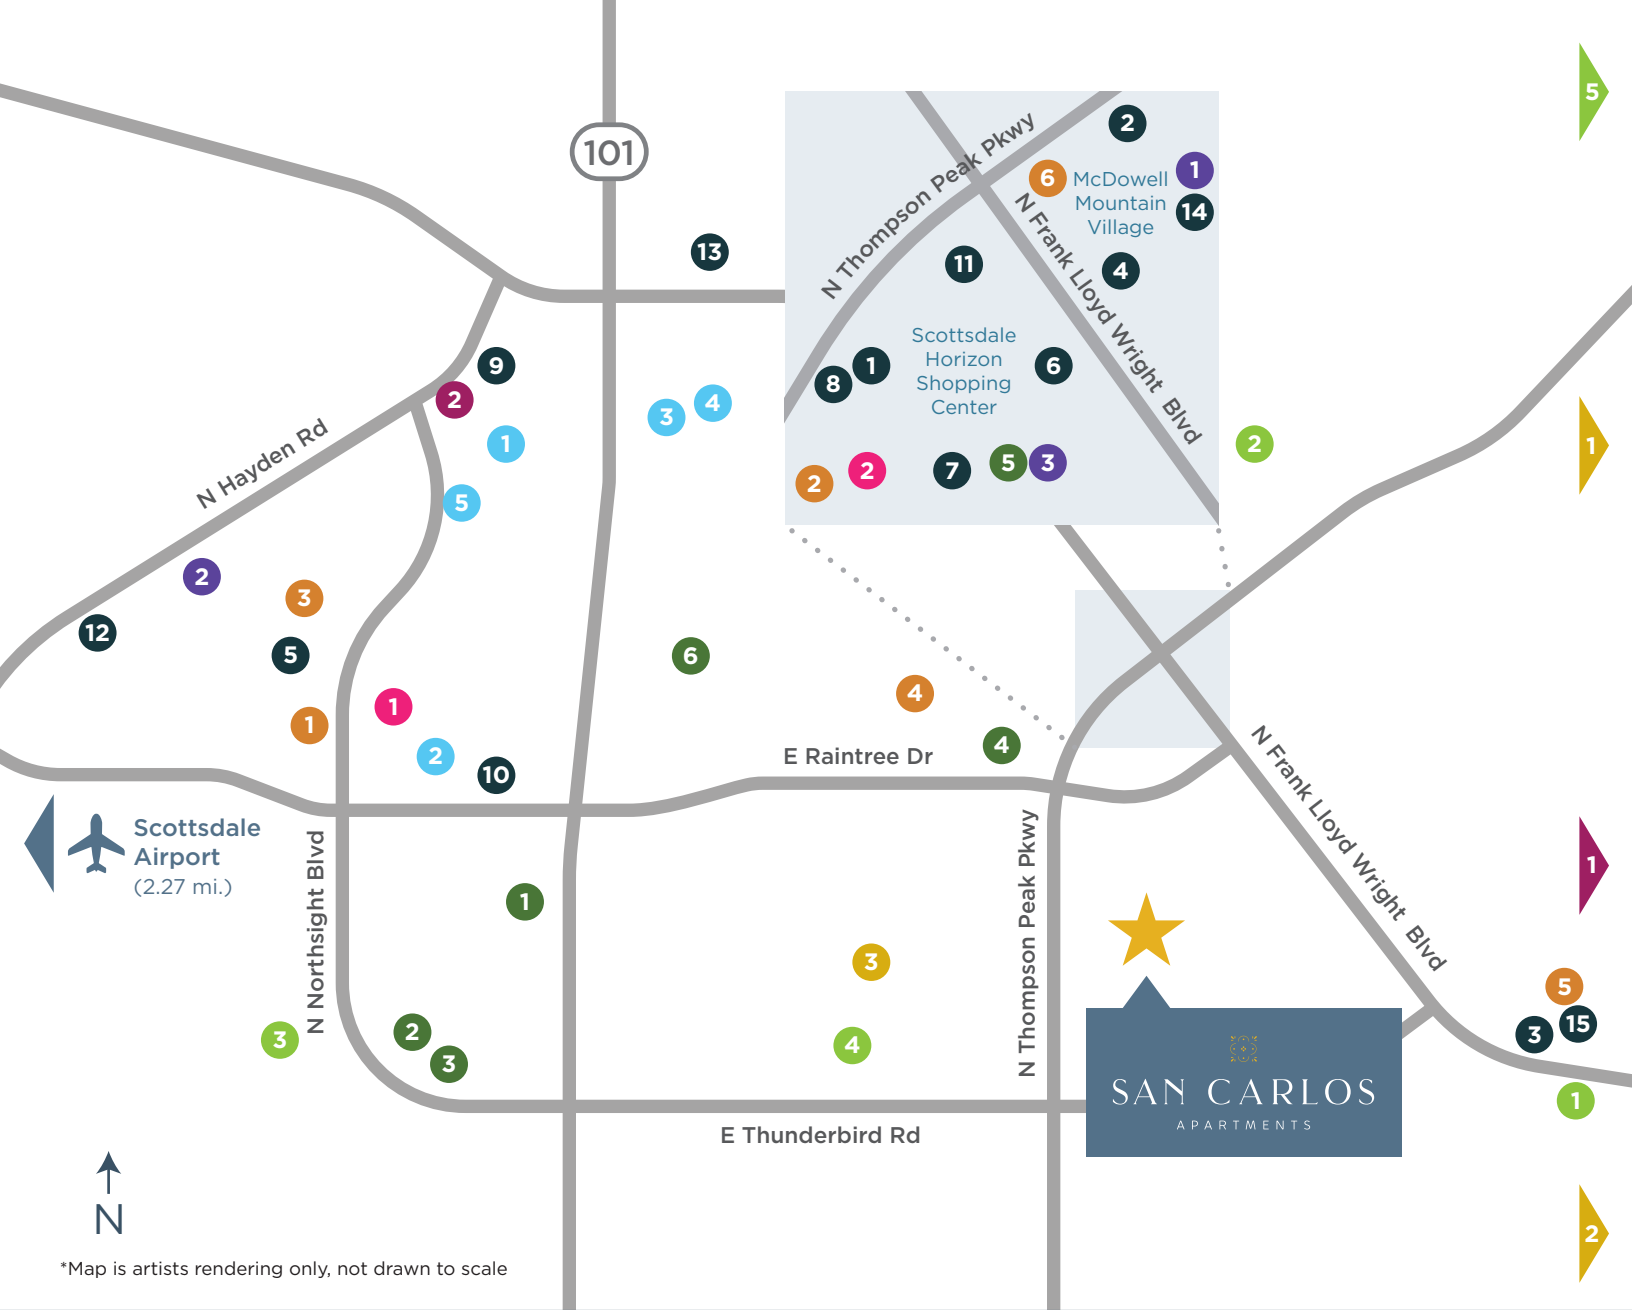 5
101
N Thompson Peak Pkwy
2
1
6
McDowell
Mountain
Village
14
N Frank Lloyd Wright Blvd
13
11
4
Scottsdale
Horizon
Shopping
Center
9
8
1
6
2
3
4
1
2
1
N Hayden Rd
5
2
2
7
5
3
2
3
12
5
6
4
1
1
2
10
4
E Raintree Dr
N Frank Lloyd Wright Blvd
Scottsdale
Airport
(2.27 mi.)
N Northsight Blvd
N Thompson Peak Pkwy
1
1
3
5
3
15
2
3
3
4
1
SAN CARLOS
APARTMENTS
E Thunderbird Rd
N
2
*Map is artists rendering only, not drawn to scale